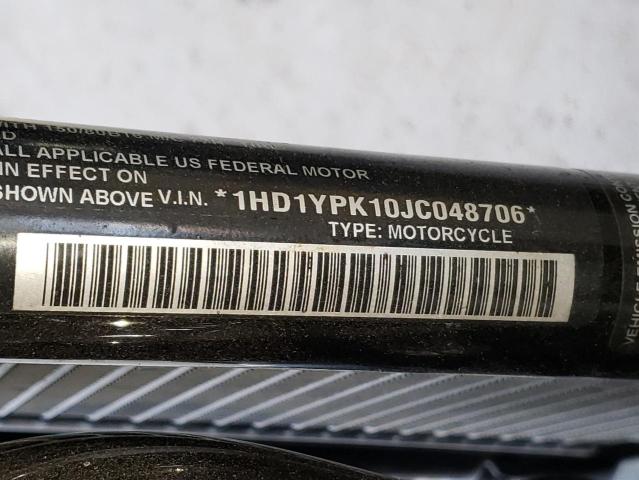 ALL APPLICABLE US FEDERAL MOTOR
IN EFFECT ON
SHOWN ABOVE V.I.N. *1HD1YPK10JC048706*
TYPE: MOTORCYCLE